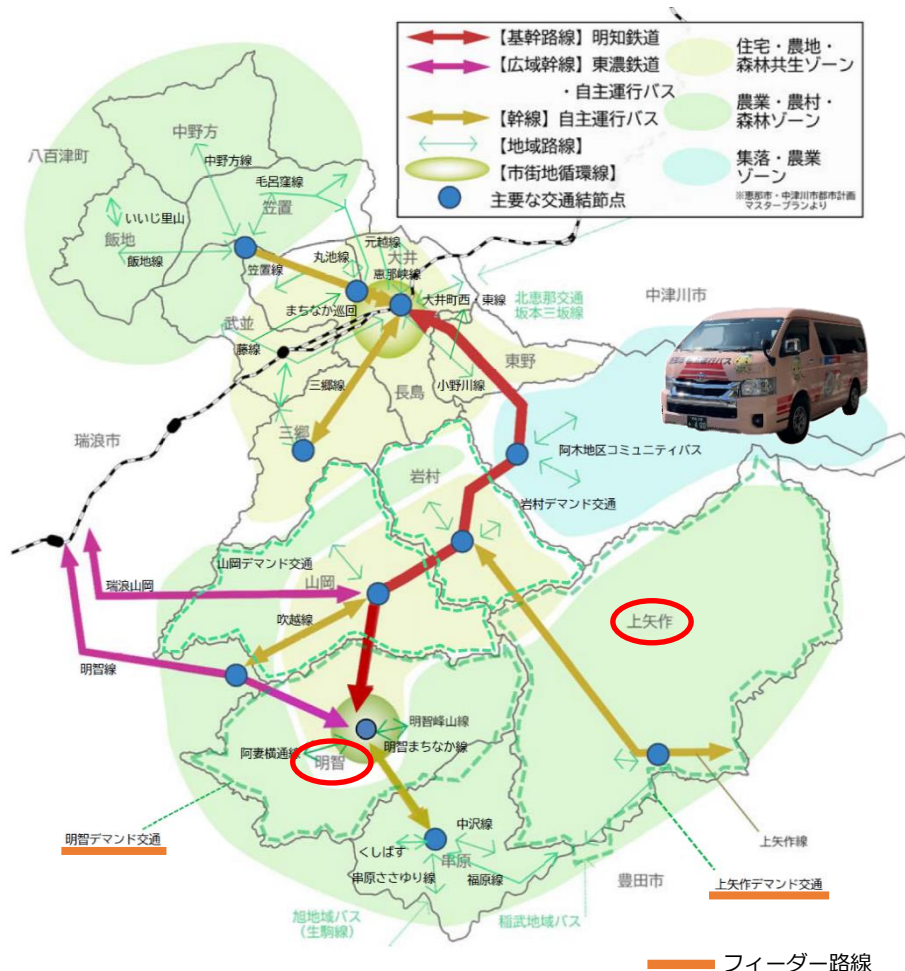 【基幹路線】明知鉄道
【広域幹線】東濃鉄道
・自主運行バス
【幹線】自主運行バス
【地域路線】
【市街地循環線】
主要な交通結節点
住宅・農地・
森林共生ゾーン
農業・農村・
森林ゾーン
集落・農業
ゾーン
※恵那市・中津川市都市計画
マスタープランより
八百津町
中野方
中野方線
毛呂窪線
笠置
いいじ里山
飯地
飯地線
笠置線
丸池線
元越線
大井
恵那峡線
まちなか巡回
大井町西・東線
武並
藤線
北恵那交通
坂本三坂線
中津川市
東野
小野川線
長島
三郷線
三郷
瑞浪市
阿木地区コミュニティバス
岩村
岩村デマンド交通
山岡デマンド交通
山岡
瑞浪山岡
吹越線
上矢作
明智線
明智峰山線
明智まちなか線
阿妻横通線
明智
明智デマンド交通
中沢線
くしばす
串原
串原ささゆり線
福原線
上矢作線
豊田市
上矢作デマンド交通
旭地域バス
（生駒線）
稲武地域バス
フィーダー路線